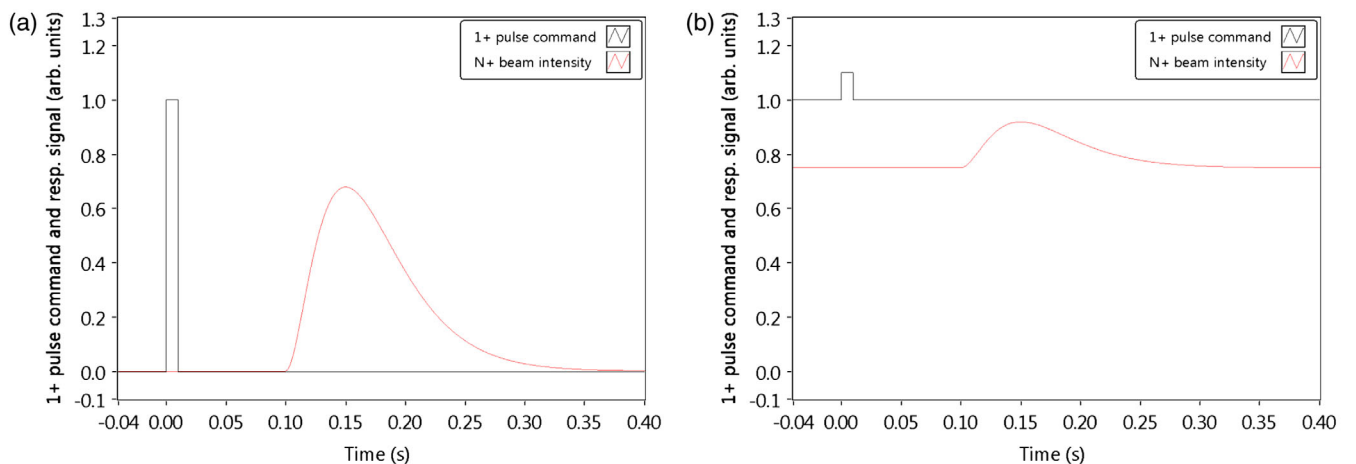 (a)
1+ pulse command and resp. signal (arb. units)
1.3
1.2
1.0
0.8
0.6
0.4
0.2
0.0
-0.1
1+ pulse command
N+ beam intensity
-0.04 0.00 0.05 0.10 0.15 0.20 0.25 0.30 0.35 0.40
Time (s)
(b)
1+ pulse command and resp. signal (arb. units)
1.3
1.2
1.0
0.8
0.6
0.4
0.2
0.0
-0.1
1+ pulse command
N+ beam intensity
-0.04 0.00 0.05 0.10 0.15 0.20 0.25 0.30 0.35 0.40
Time (s)